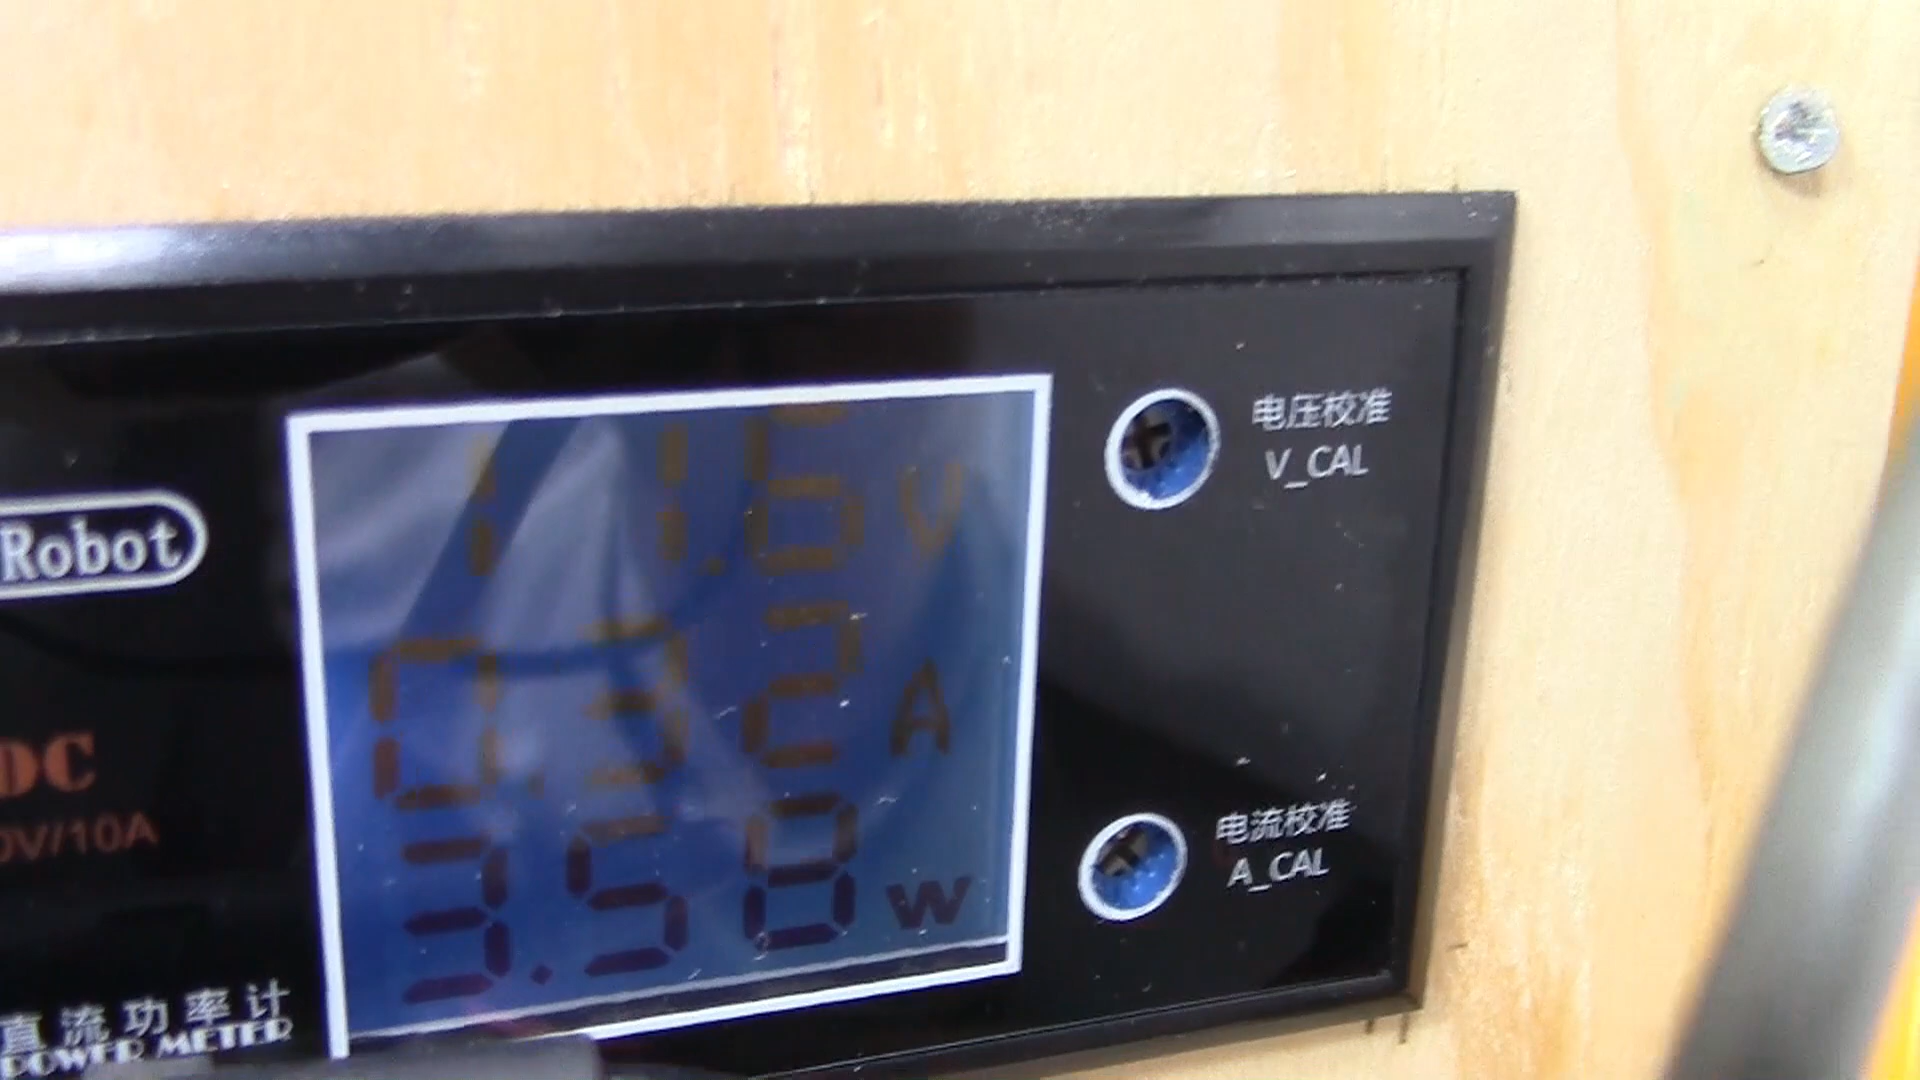 Robot
DC
0V/10A
直流功率计
POWER METER
11.6 V
0.32 A
3.58 W
电压校准
V_CAL
电流校准
A_CAL